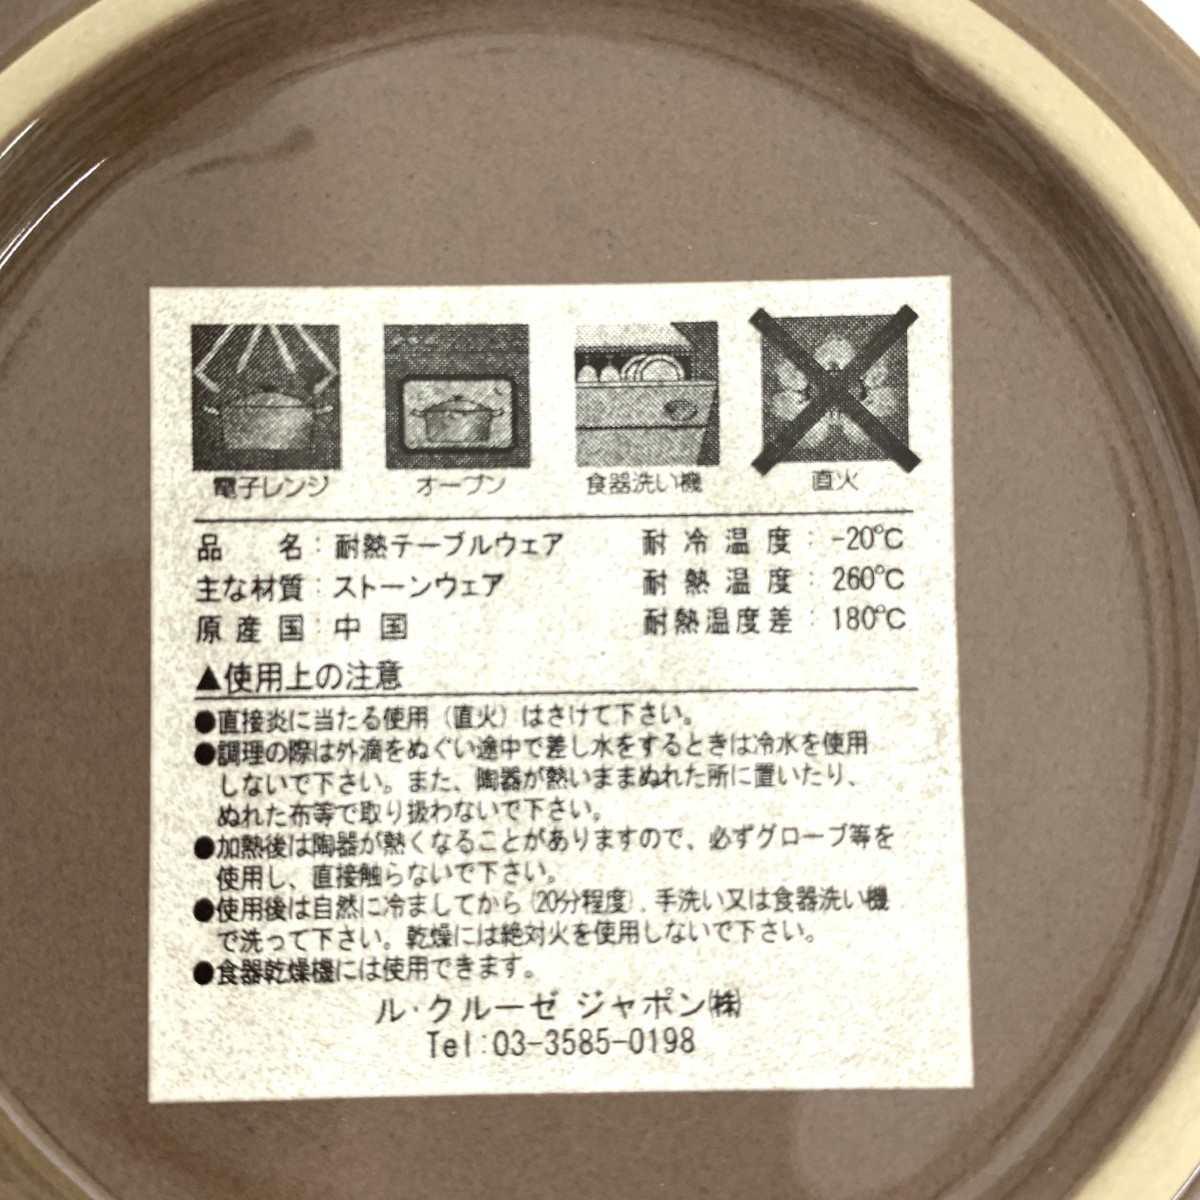 電子レンジ オーブン 食器洗い機 直火
品名：耐熱テーブルウェア 耐冷温度：-20℃
主な材質：ストーンウェア 耐熱温度：260℃
原産国：中国 耐熱温度差：180℃
▲使用上の注意
●直接炎に当たる使用（直火）はさけて下さい。
●調理の際は外滴をぬぐい途中で差し水をするときは冷水を使用
しないで下さい。また、陶器が熱いままぬれた所に置いたり、
ぬれた布等で取り扱わないで下さい。
●加熱後は陶器が熱くなることがありますので、必ずグローブ等を
使用し、直接触らないで下さい。
●使用後は自然に冷ましてから（20分程度）、手洗い又は食器洗い機
で洗って下さい。乾燥には絶対火を使用しないで下さい。
●食器乾燥機には使用できます。
ル・クルーゼ ジャポン㈱
Tel:03-3585-0198